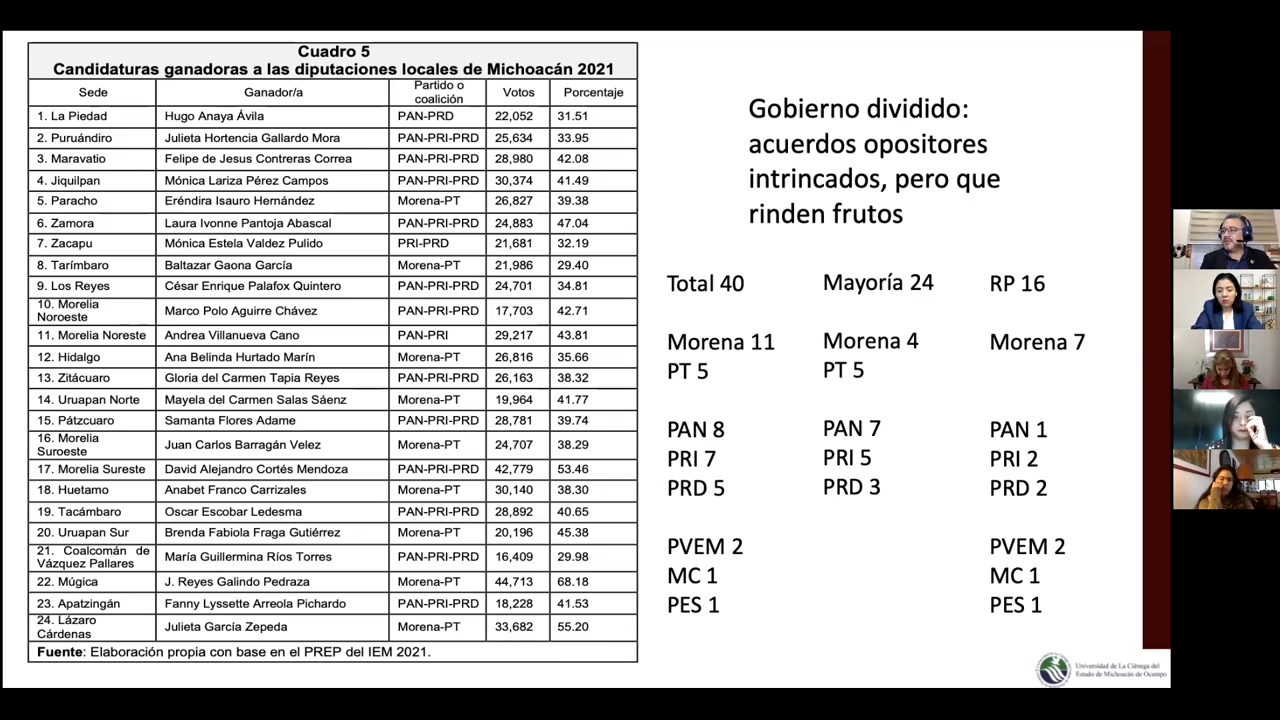 Cuadro 5
Candidaturas ganadoras a las diputaciones locales de Michoacán 2021
Sede Ganador/a Partido o coalición Votos Porcentaje
1. La Piedad Hugo Anaya Ávila PAN-PRD 22,052 31.51
2. Puruándiro Julieta Hortencia Gallardo Mora PAN-PRI-PRD 25,634 33.95
3. Maravatio Felipe de Jesus Contreras Correa PAN-PRI-PRD 28,980 42.08
4. Jiquilpan Mónica Lariza Pérez Campos PAN-PRI-PRD 30,374 41.49
5. Paracho Eréndira Isauro Hernández Morena-PT 26,827 39.38
6. Zamora Laura Ivonne Pantoja Abascal PAN-PRI-PRD 24,883 47.04
7. Zacapu Mónica Estela Valdez Pulido PRI-PRD 21,681 32.19
8. Tarímbaro Baltazar Gaona García Morena-PT 21,986 29.40
9. Los Reyes César Enrique Palafox Quintero PAN-PRI-PRD 24,701 34.81
10. Morelia Noroeste Marco Polo Aguirre Chávez PAN-PRI-PRD 17,703 42.71
11. Morelia Noreste Andrea Villanueva Cano PAN-PRI 29,217 43.81
12. Hidalgo Ana Belinda Hurtado Marín Morena-PT 26,816 35.66
13. Zitácuaro Gloria del Carmen Tapia Reyes PAN-PRI-PRD 26,163 38.32
14. Uruapan Norte Mayela del Carmen Salas Sáenz Morena-PT 19,964 41.77
15. Pátzcuaro Samanta Flores Adame PAN-PRI-PRD 28,781 39.74
16. Morelia Suroeste Juan Carlos Barragán Velez Morena-PT 24,707 38.29
17. Morelia Sureste David Alejandro Cortés Mendoza PAN-PRI-PRD 42,779 53.46
18. Huetamo Anabet Franco Carrizales Morena-PT 30,140 38.30
19. Tacámbaro Oscar Escobar Ledesma PAN-PRI-PRD 28,892 40.65
20. Uruapan Sur Brenda Fabiola Fraga Gutiérrez Morena-PT 20,196 45.38
21. Coalcomán de Vázquez Pallares María Guillermina Ríos Torres PAN-PRI-PRD 16,409 29.98
22. Múgica J. Reyes Galindo Pedraza Morena-PT 44,713 68.18
23. Apatzingán Fanny Lyssette Arreola Pichardo PAN-PRI-PRD 18,228 41.53
24. Lázaro Cárdenas Julieta García Zepeda Morena-PT 33,682 55.20
Fuente: Elaboración propia con base en el PREP del IEM 2021.
Gobierno dividido:
acuerdos opositores
intrincados, pero que
rinden frutos
Total 40 Mayoría 24 RP 16
Morena 11 Morena 4 Morena 7
PT 5 PT 5
PAN 8 PAN 7 PAN 1
PRI 7 PRI 5 PRI 2
PRD 5 PRD 3 PRD 2
PVEM 2 PVEM 2
MC 1 MC 1
PES 1 PES 1
Universidad de La Ciénega del
Estado de Michoacán de Ocampo